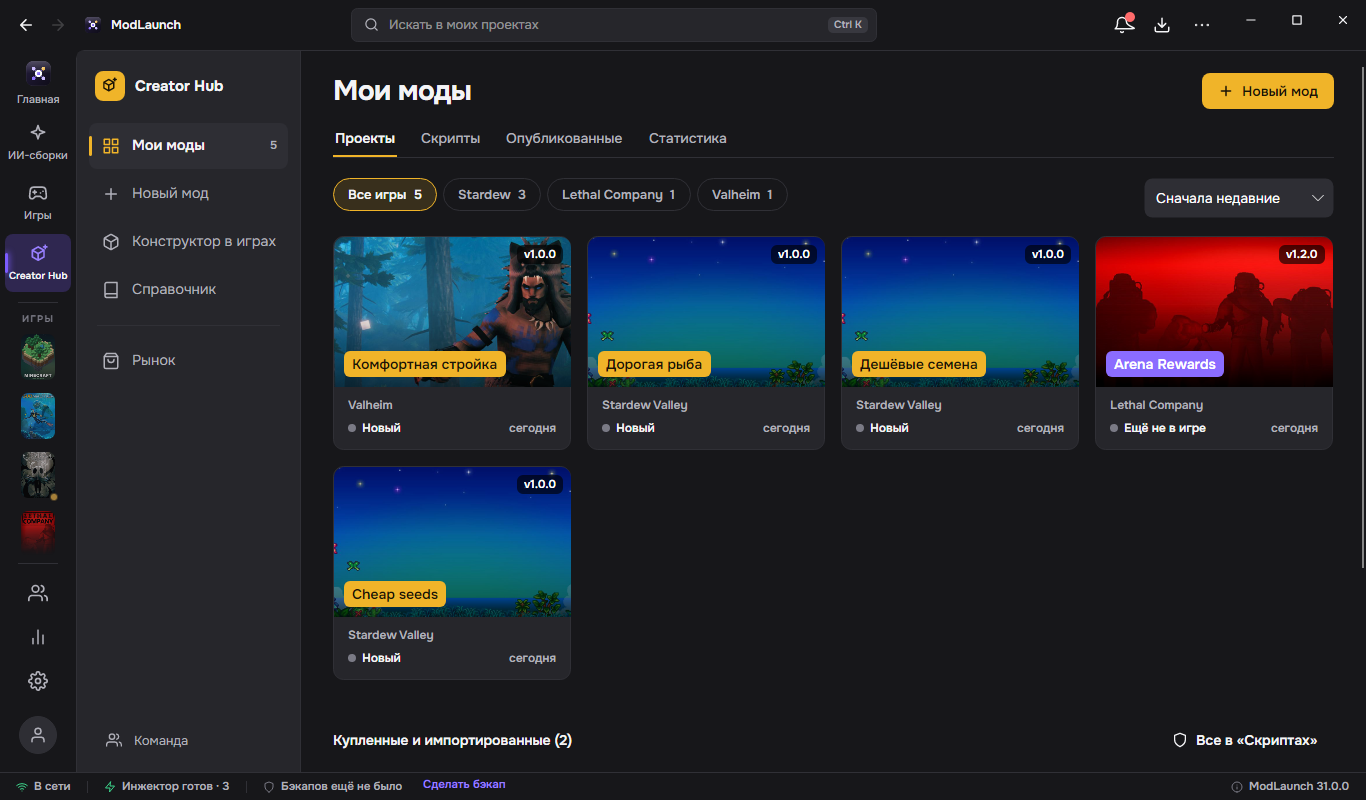 ModLaunch
Искать в моих проектах
Ctrl K
Главная
ИИ-сборки
Игры
Creator Hub
ИГРЫ
MINECRAFT
LETHAL
COMPANY
Creator Hub
Мои моды 5
Новый мод
Конструктор в играх
Справочник
Рынок
Команда
Мои моды
Новый мод
Проекты Скрипты Опубликованные Статистика
Все игры 5 Stardew 3 Lethal Company 1 Valheim 1
Сначала недавние
v1.0.0
Комфортная стройка
Valheim
Новый сегодня
v1.0.0
Дорогая рыба
Stardew Valley
Новый сегодня
v1.0.0
Дешёвые семена
Stardew Valley
Новый сегодня
v1.2.0
Arena Rewards
Lethal Company
Ещё не в игре сегодня
v1.0.0
Cheap seeds
Stardew Valley
Новый сегодня
Купленные и импортированные (2)
Все в «Скриптах»
В сети
Инжектор готов · 3
Бэкапов ещё не было
Сделать бэкап
ModLaunch 31.0.0